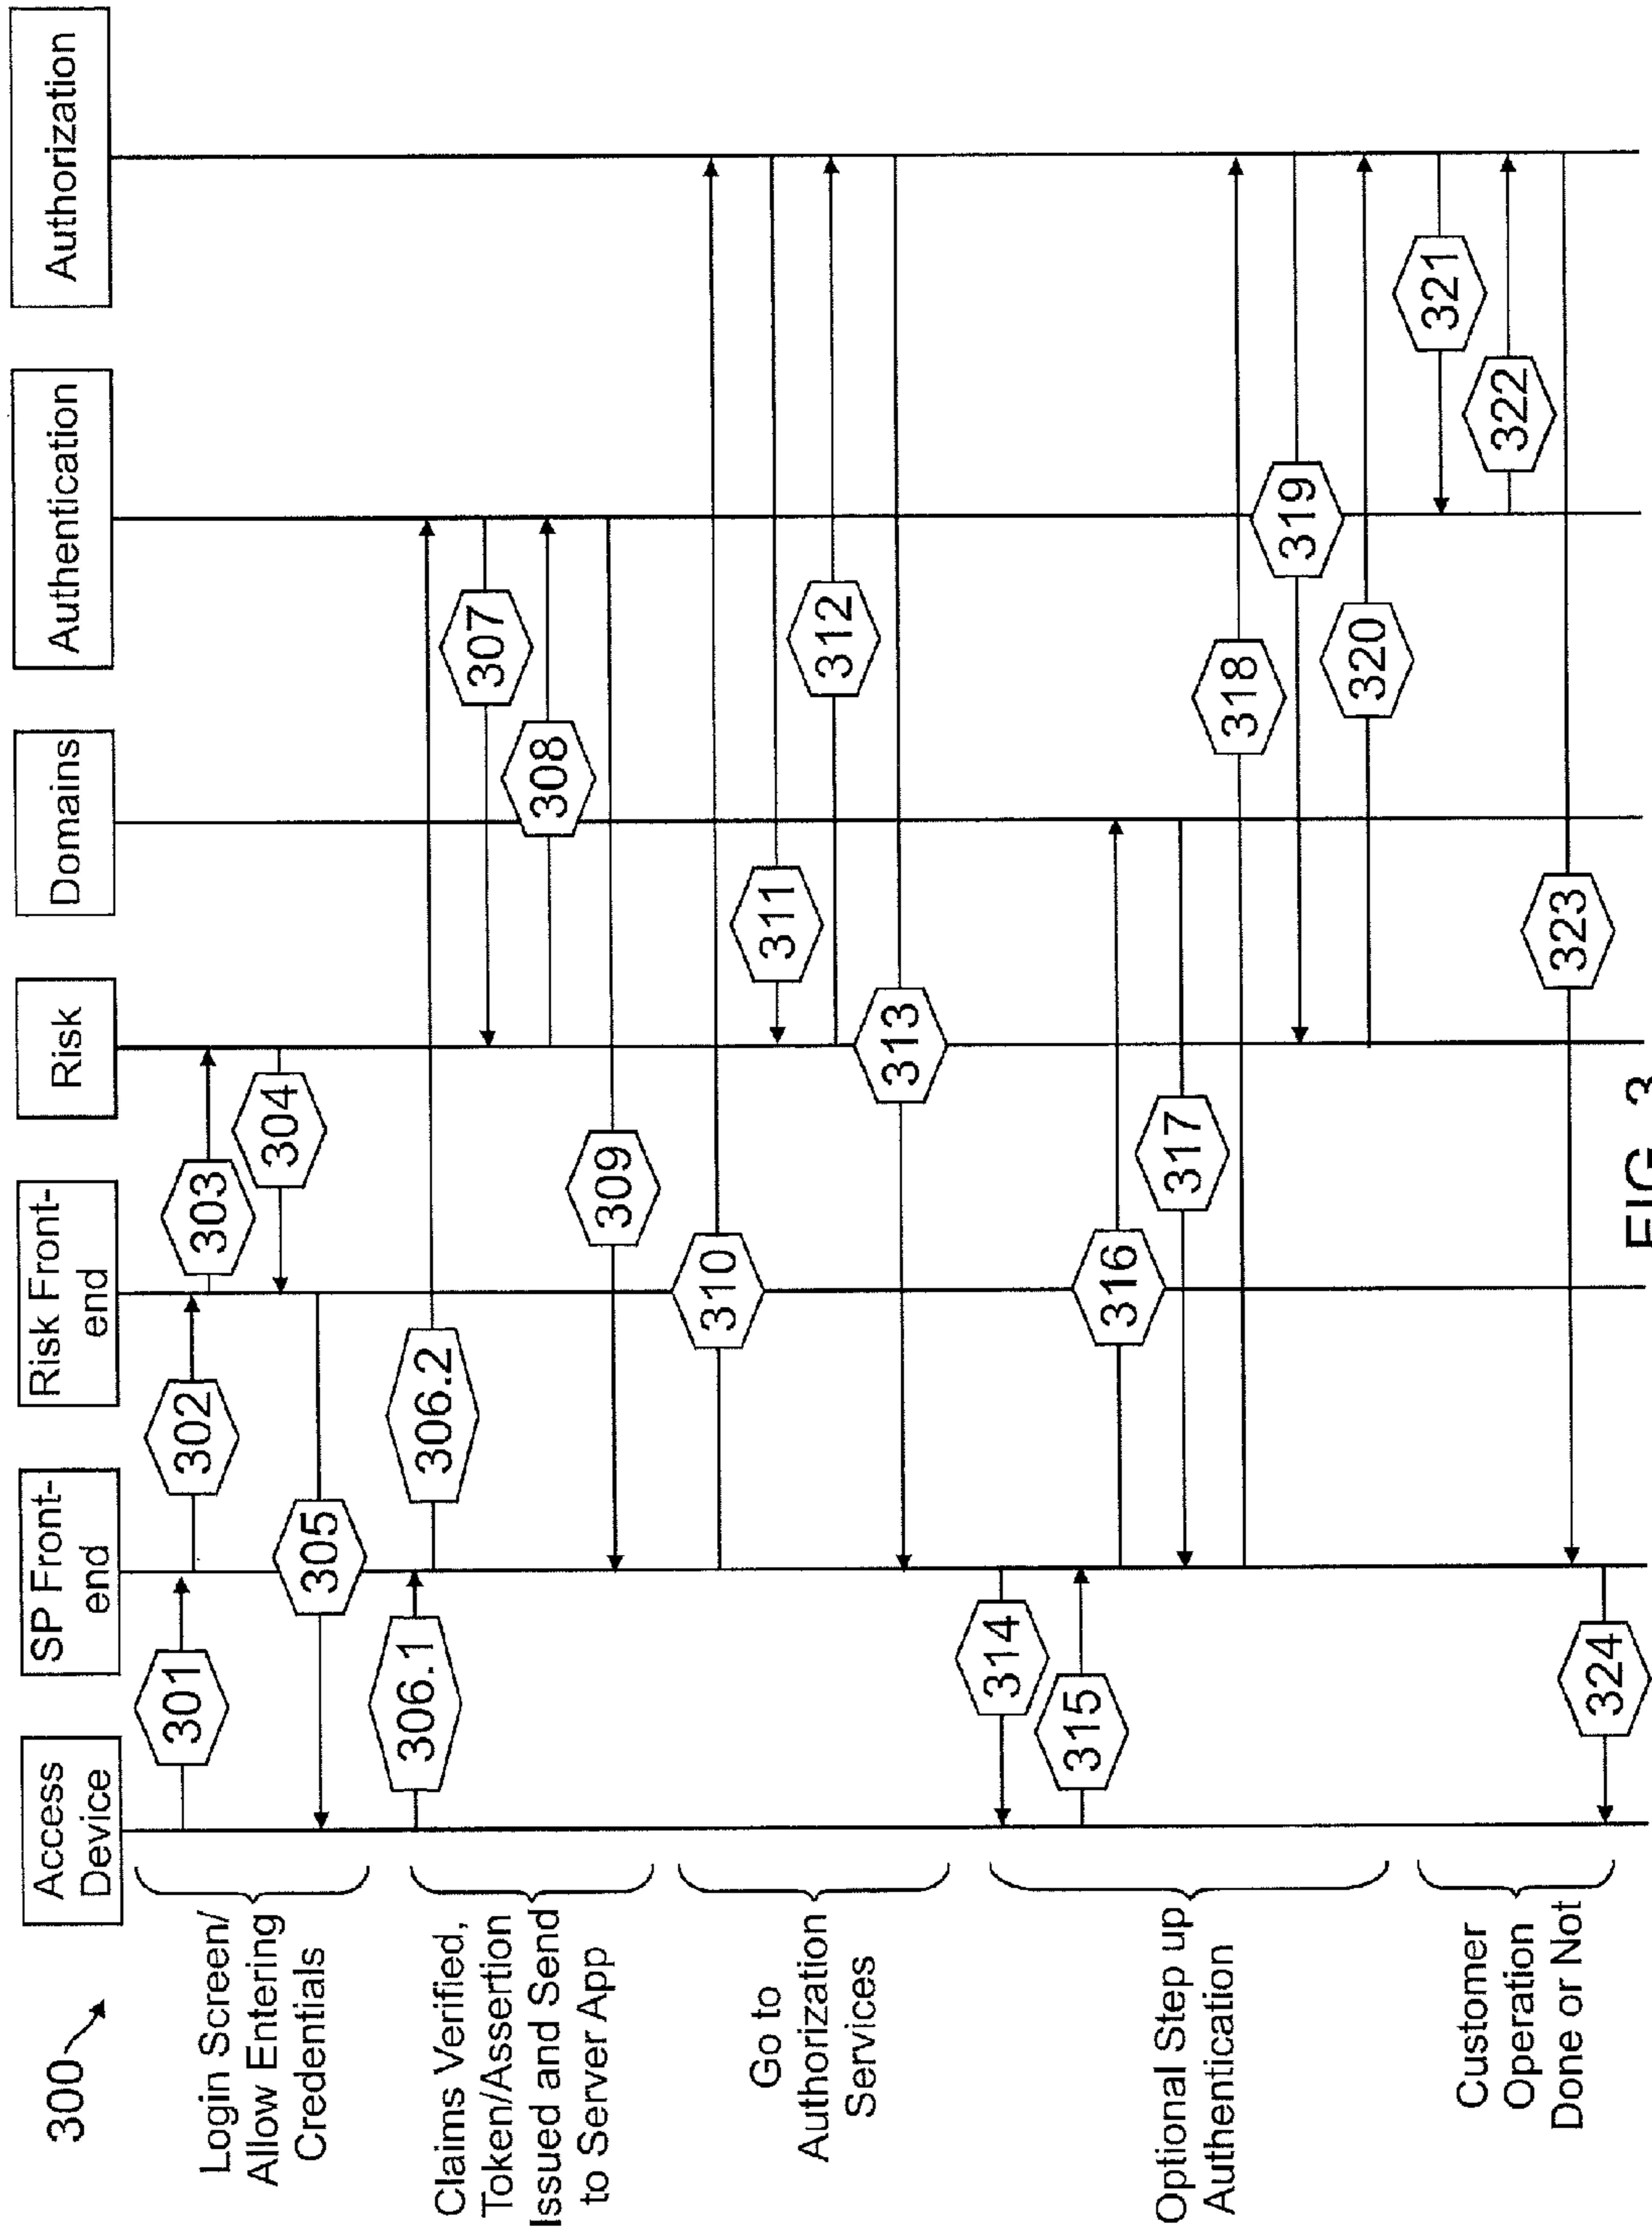 300
Access
Device
SP Front-
end
Risk Front-
end
Risk
Domains
Authentication
Authorization
Login Screen/
Allow Entering
Credentials
301
302
303
304
305
Claims Verified,
Token/Assertion
Issued and Send
to Server App
306.1
306.2
307
308
309
Go to
Authorization
Services
310
311
312
313
Optional Step up
Authentication
314
315
316
317
318
319
320
Customer
Operation
Done or Not
321
322
323
324
FIG. 3